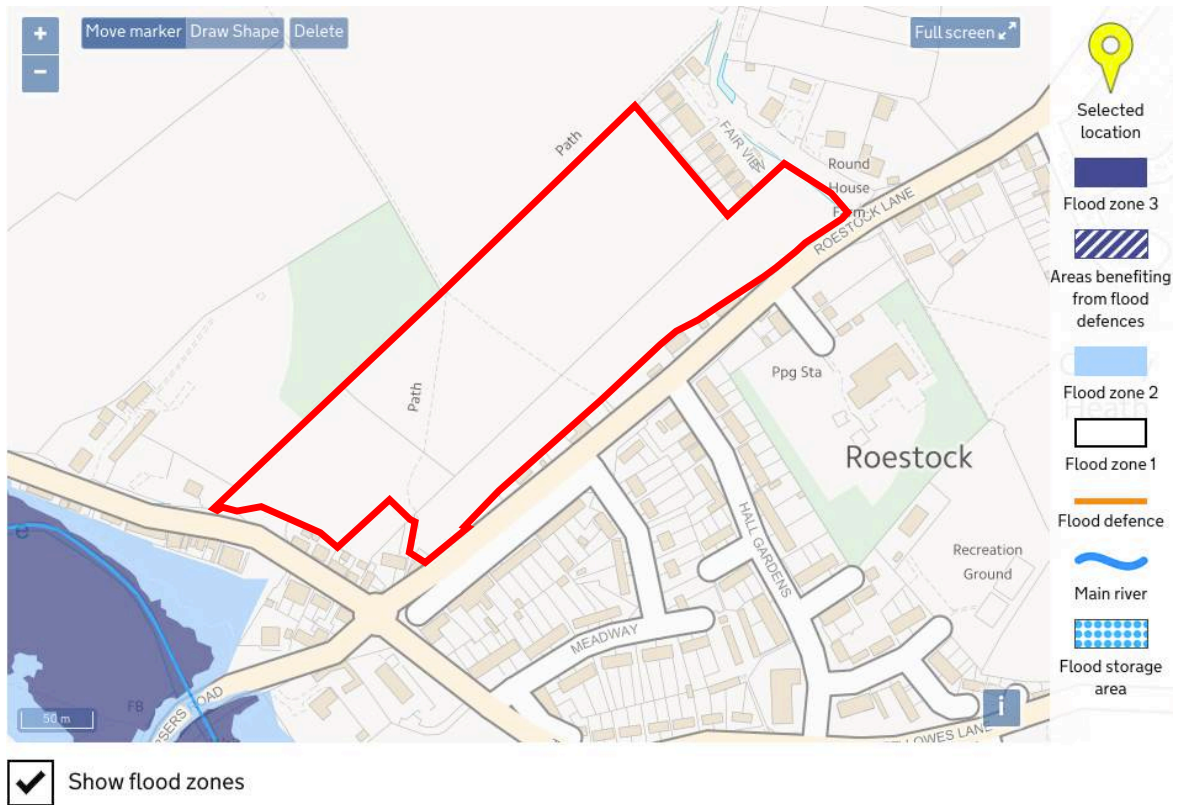 +
−
Move marker Draw Shape Delete
Full screen
Path
FAIR VIEW
Round
House
Farm
ROESTOCK LANE
Path
Ppg Sta
Roestock
HALL GARDENS
Recreation
Ground
MEADWAY
FB
ROAD
LOWES LANE
50 m
i
Selected
location
Flood zone 3
Areas benefiting
from flood
defences
Flood zone 2
Heath
Flood zone 1
Flood defence
Main river
Flood storage
area
Show flood zones